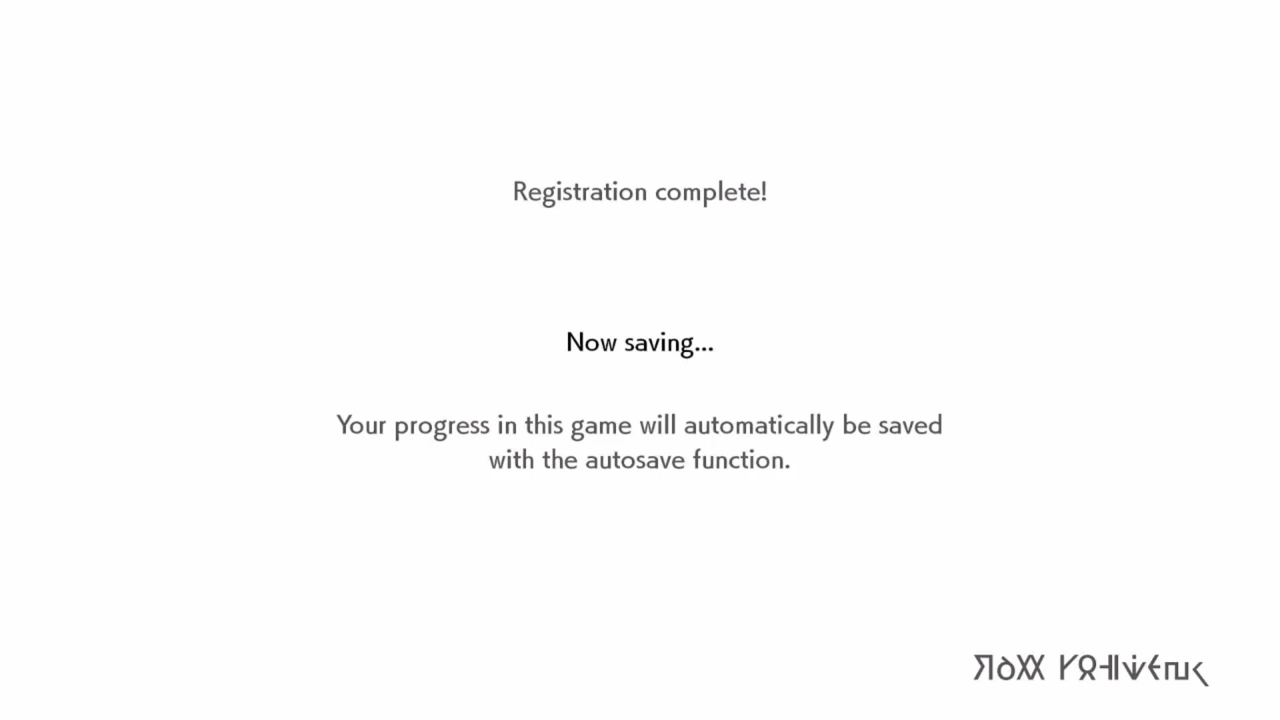 Registration complete!
Now saving...
Your progress in this game will automatically be saved
with the autosave function.